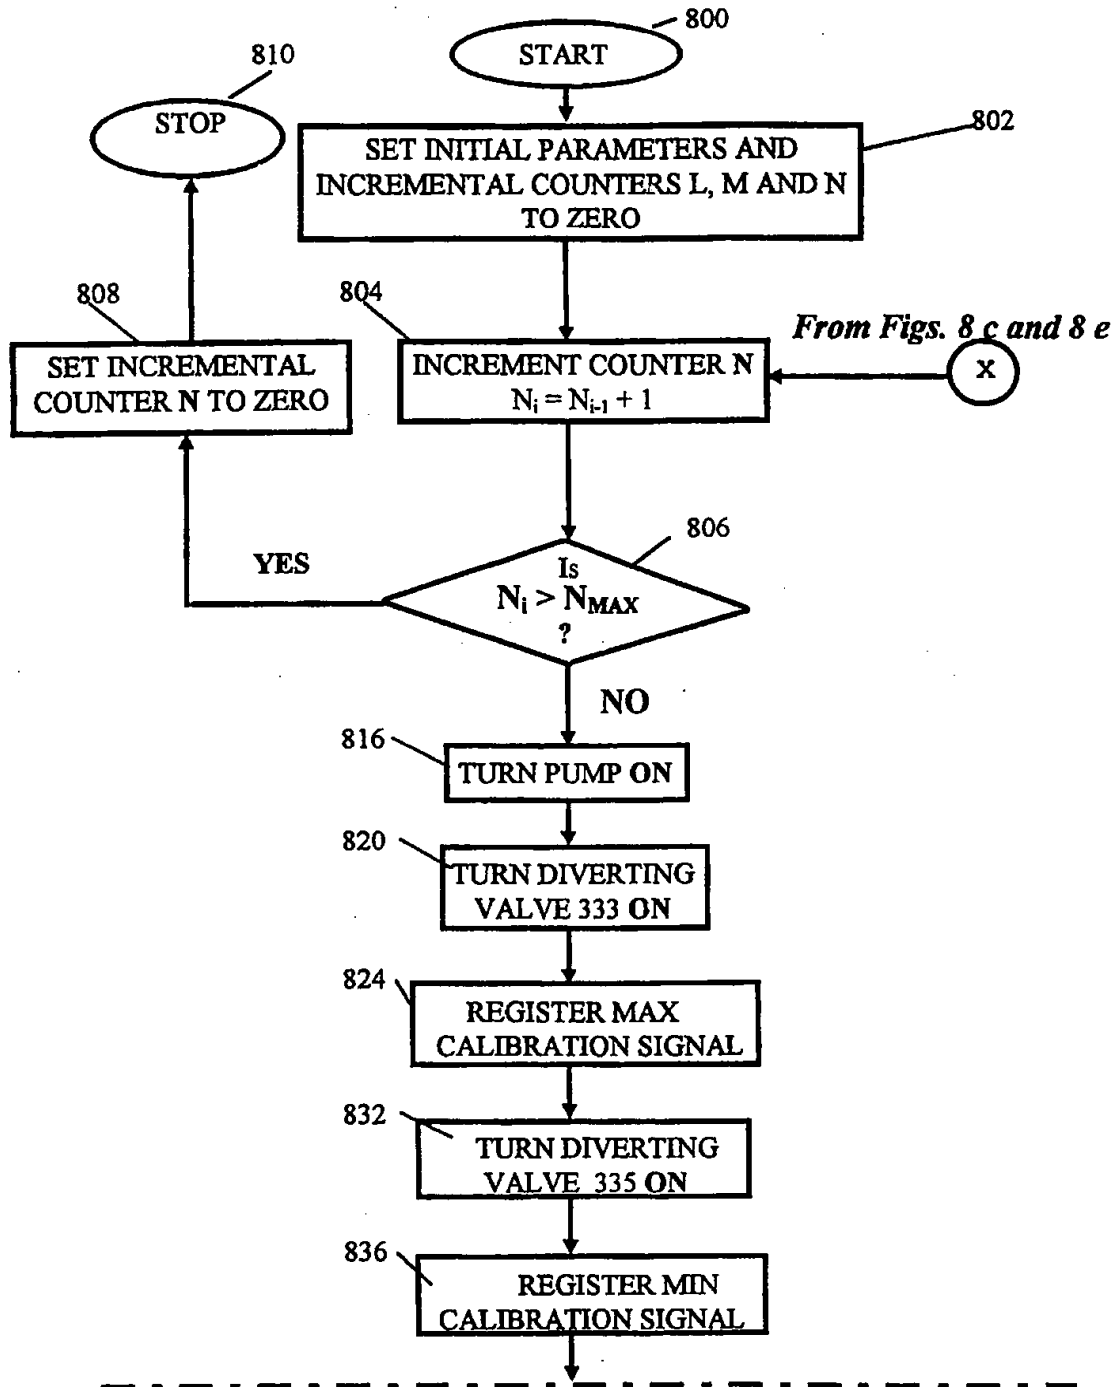 800
START
810
STOP
802
SET INITIAL PARAMETERS AND
INCREMENTAL COUNTERS L, M AND N
TO ZERO
808
SET INCREMENTAL
COUNTER N TO ZERO
804
INCREMENT COUNTER N
Nᵢ = Nᵢ₋₁ + 1
From Figs. 8 c and 8 e
X
806
YES
Is
Nᵢ > NMAX
?
NO
816
TURN PUMP ON
820
TURN DIVERTING
VALVE 333 ON
824
REGISTER MAX
CALIBRATION SIGNAL
832
TURN DIVERTING
VALVE 335 ON
836
REGISTER MIN
CALIBRATION SIGNAL